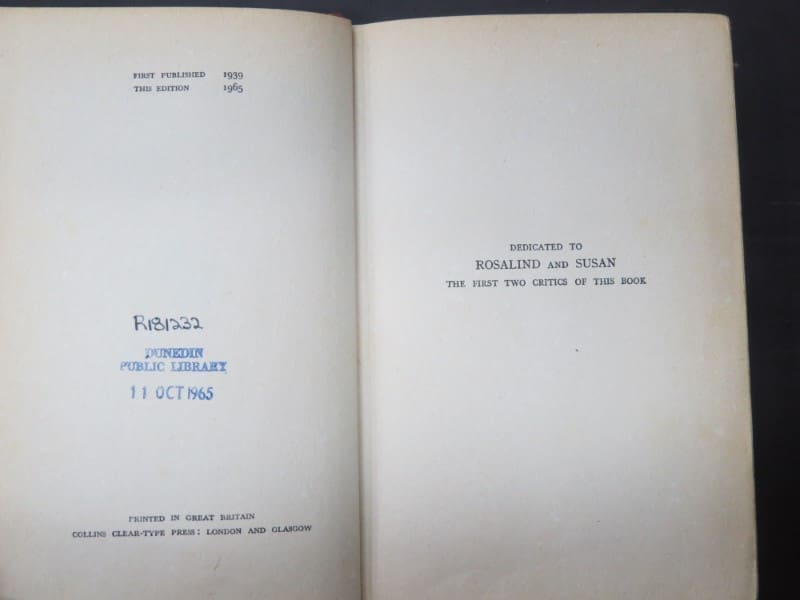 FIRST PUBLISHED 1939
THIS EDITION 1965
R181232
DUNEDIN
PUBLIC LIBRARY
11 OCT 1965
PRINTED IN GREAT BRITAIN
COLLINS CLEAR-TYPE PRESS: LONDON AND GLASGOW
DEDICATED TO
ROSALIND AND SUSAN
THE FIRST TWO CRITICS OF THIS BOOK